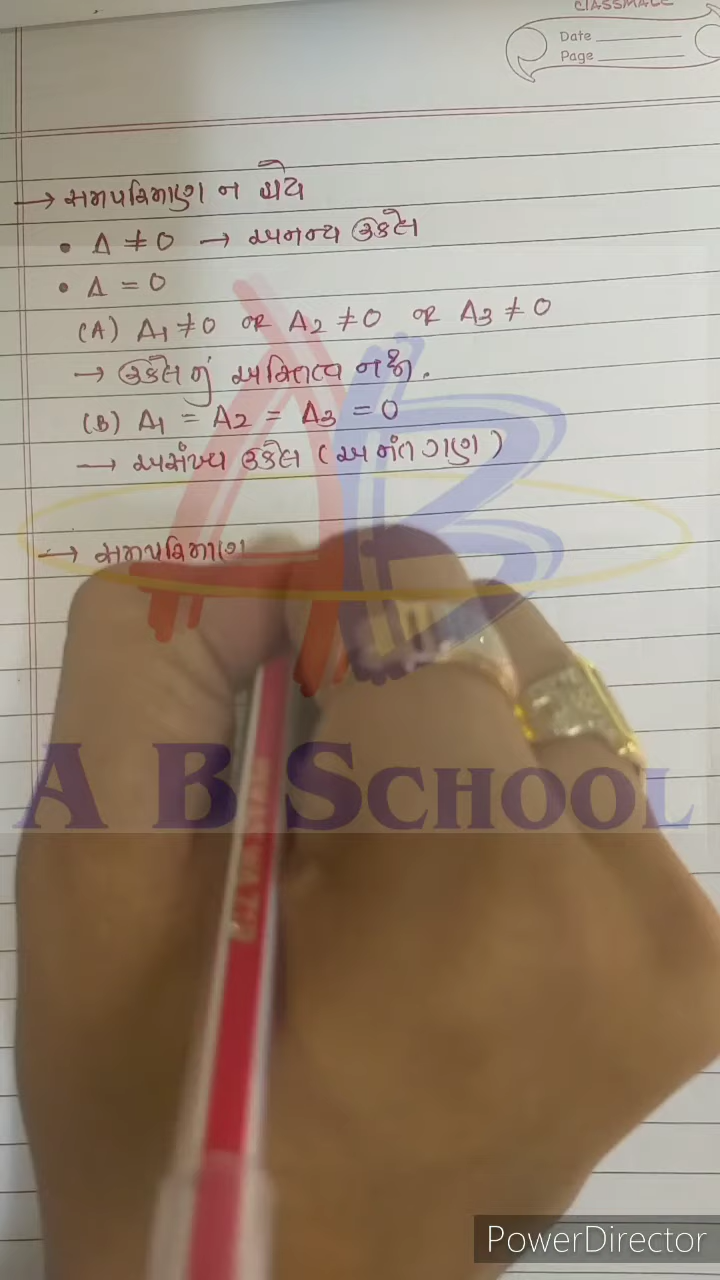 CLASSMATE
Date
Page
→ સમપરિમાણ ન હોય
• Δ ≠ 0 → અનન્ય ઉકેલ
• Δ = 0
(A) Δ1 ≠ 0 or Δ2 ≠ 0 or Δ3 ≠ 0
→ ઉકેલ નું અસ્તિત્વ નથી.
(B) Δ1 = Δ2 = Δ3 = 0
→ અસંખ્ય ઉકેલ (અનંત ગણ)
→ સમપરિમાણ
AB
A B SCHOOL
PowerDirector